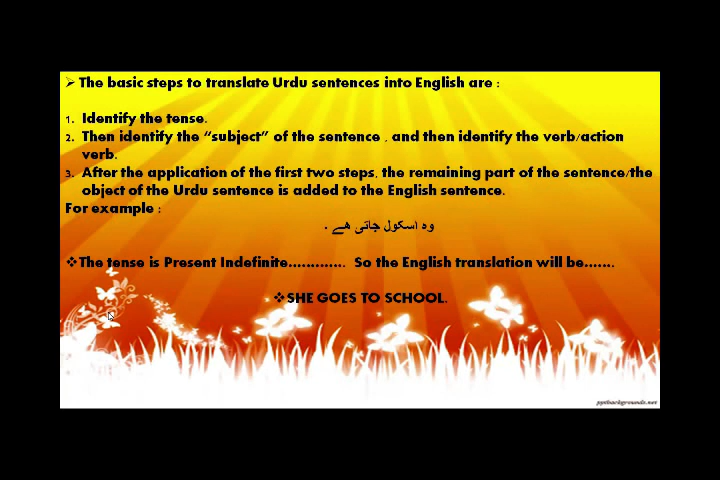 ➢ The basic steps to translate Urdu sentences into English are :
1. Identify the tense.
2. Then identify the “subject” of the sentence , and then identify the verb/action
verb.
3. After the application of the first two steps, the remaining part of the sentence/the
object of the Urdu sentence is added to the English sentence.
For example :
وہ اسکول جاتی ھے .
❖The tense is Present Indefinite............. So the English translation will be.......
❖SHE GOES TO SCHOOL.
pptbackgrounds.net